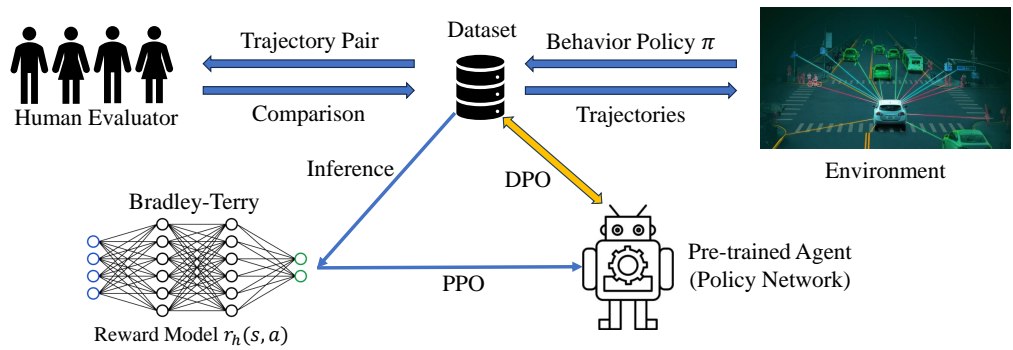 Trajectory Pair
Dataset
Behavior Policy π
Human Evaluator
Comparison
Trajectories
Environment
Inference
DPO
Bradley-Terry
PPO
Pre-trained Agent
(Policy Network)
Reward Model r_h(s, a)